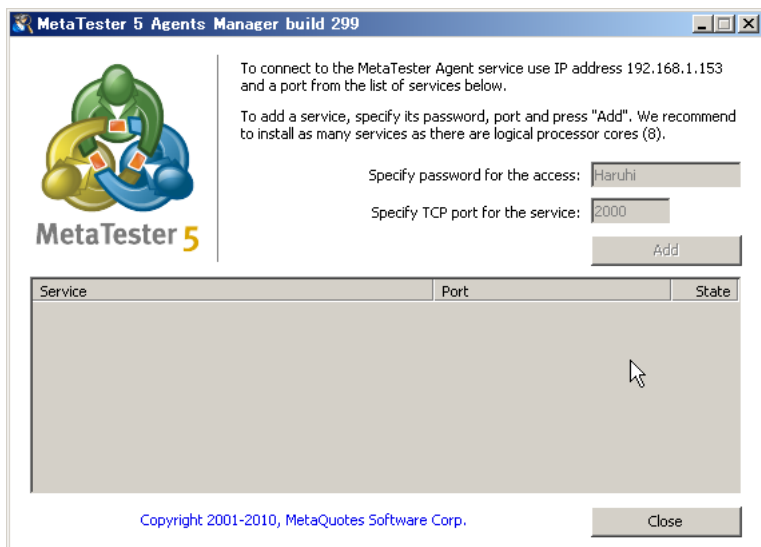 MetaTester 5 Agents Manager build 299
To connect to the MetaTester Agent service use IP address 192.168.1.153
and a port from the list of services below.
To add a service, specify its password, port and press "Add". We recommend
to install as many services as there are logical processor cores (8).
Specify password for the access: Haruhi
Specify TCP port for the service: 2000
MetaTester 5
Add
Service Port State
Copyright 2001-2010, MetaQuotes Software Corp.
Close